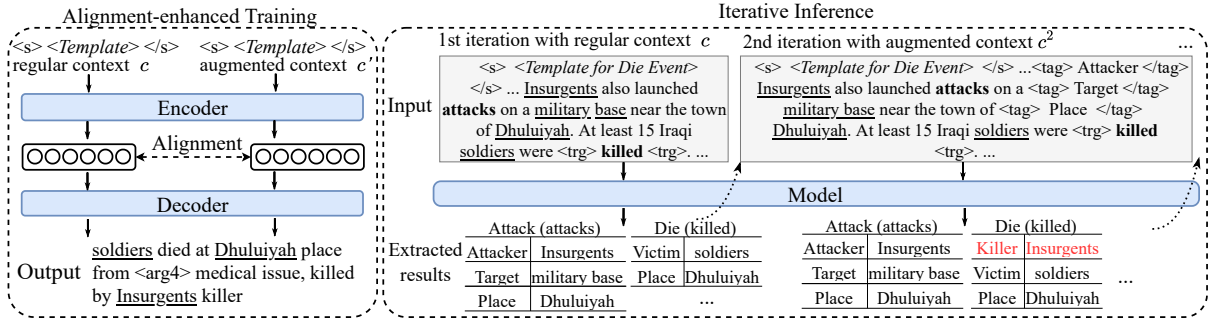 Alignment-enhanced Training
<s> <Template> </s>
regular context c
<s> <Template> </s>
augmented context c'
Encoder
Alignment
Decoder
Output
soldiers died at Dhuluiyah place
from <arg4> medical issue, killed
by Insurgents killer
Iterative Inference
1st iteration with regular context c
Input
<s> <Template for Die Event>
</s> ... Insurgents also launched
attacks on a military base near the town
of Dhuluiyah. At least 15 Iraqi
soldiers were <trg> killed <trg>. ...
2nd iteration with augmented context c²
...
<s> <Template for Die Event> </s> ...<tag> Attacker </tag>
Insurgents also launched attacks on a <tag> Target </tag>
military base near the town of <tag> Place </tag>
Dhuluiyah. At least 15 Iraqi soldiers were <trg> killed
<trg>. ...
Model
Extracted
results
Attack (attacks)
Attacker Insurgents
Target military base
Place Dhuluiyah
Die (killed)
Victim soldiers
Place Dhuluiyah
...
Attack (attacks)
Attacker Insurgents
Target military base
Place Dhuluiyah
Die (killed)
Killer Insurgents
Victim soldiers
Place Dhuluiyah
...